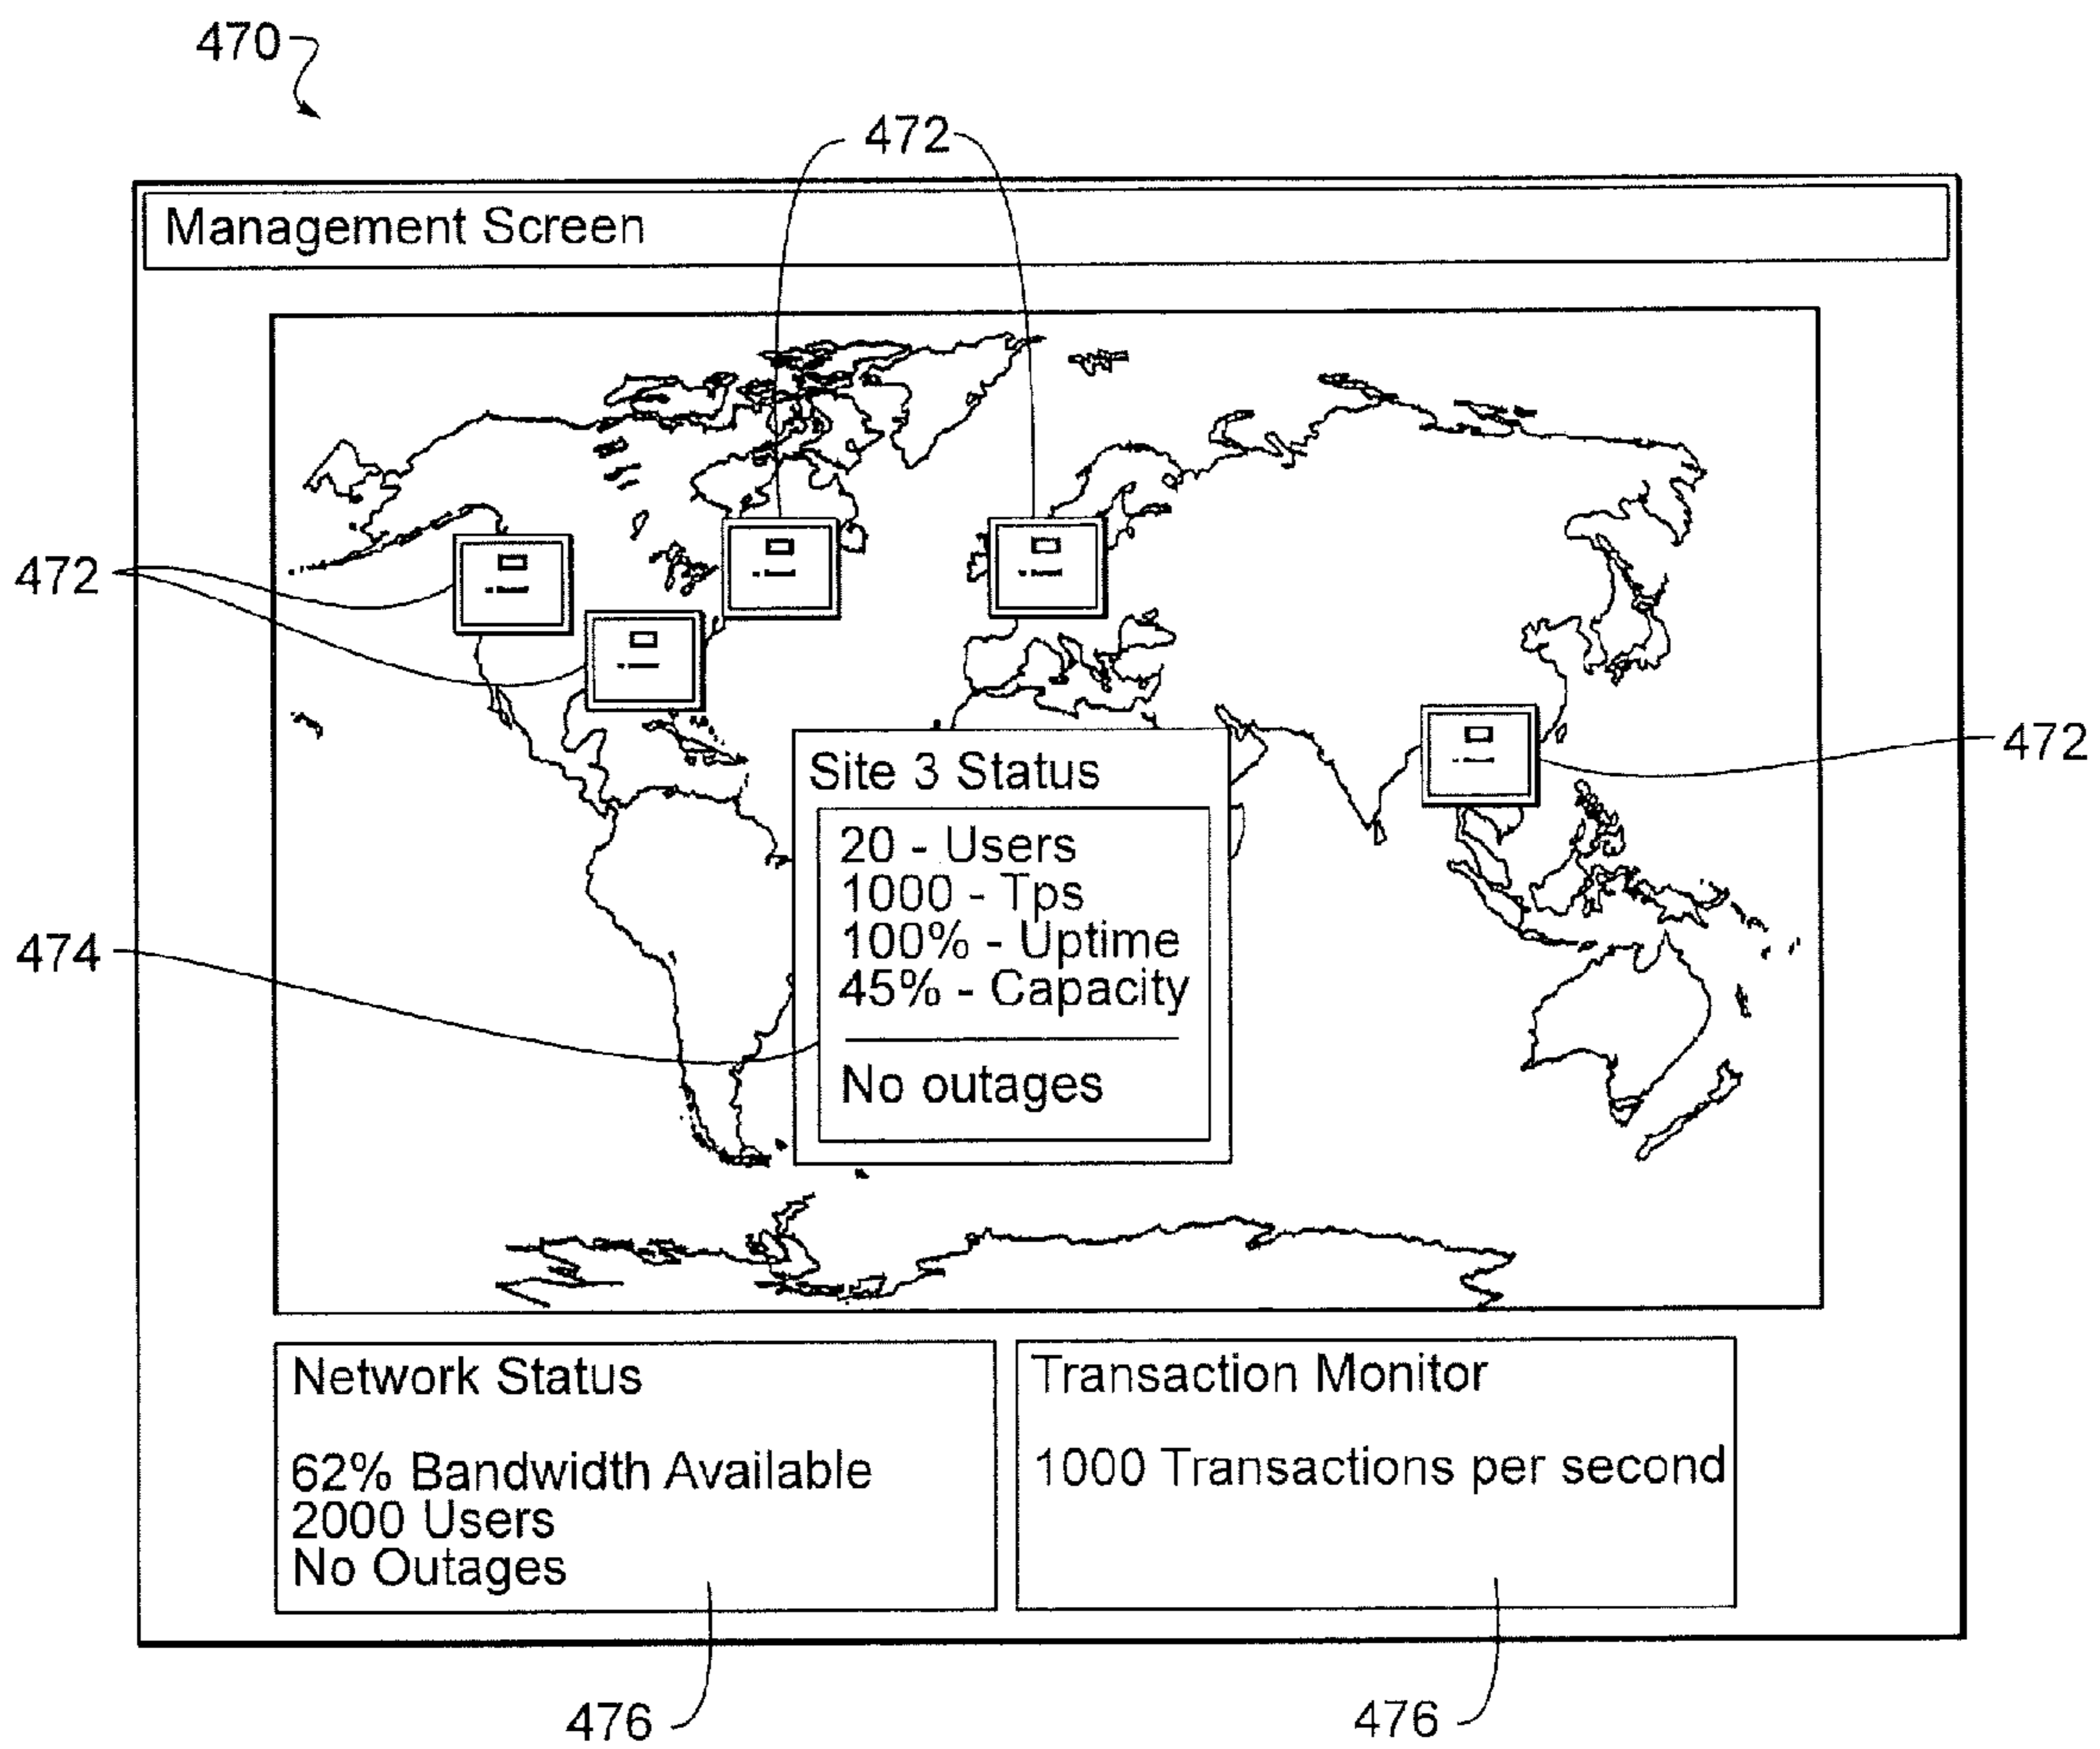 470
472
Management Screen
472
472
Site 3 Status
20 - Users
1000 - Tps
100% - Uptime
45% - Capacity
No outages
474
Network Status
62% Bandwidth Available
2000 Users
No Outages
Transaction Monitor
1000 Transactions per second
476
476